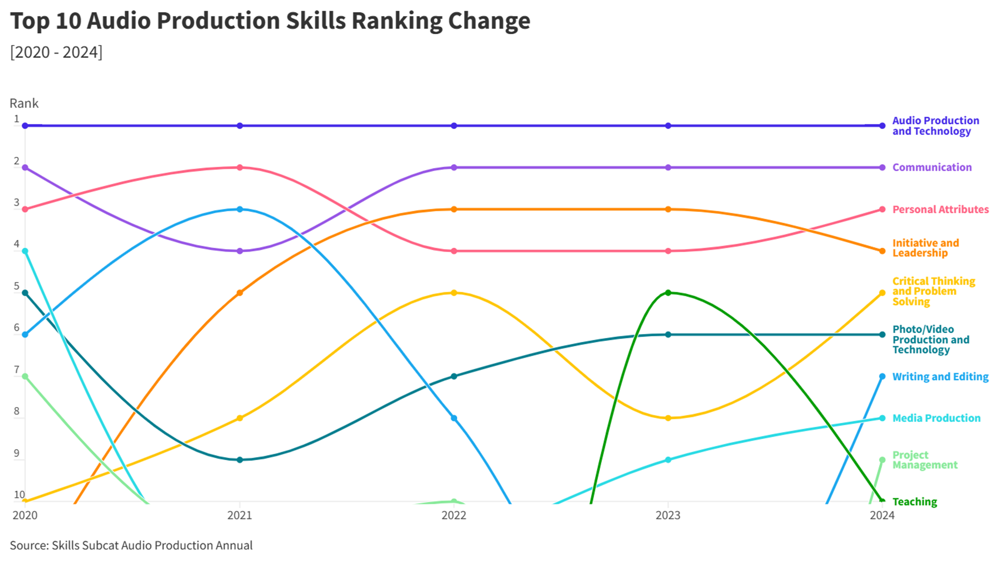 Top 10 Audio Production Skills Ranking Change
[2020 - 2024]
Rank
1
2
3
4
5
6
7
8
9
10
Audio Production
and Technology
Communication
Personal Attributes
Initiative and
Leadership
Critical Thinking
and Problem
Solving
Photo/Video
Production and
Technology
Writing and Editing
Media Production
Project
Management
Teaching
2020
2021
2022
2023
2024
Source: Skills Subcat Audio Production Annual